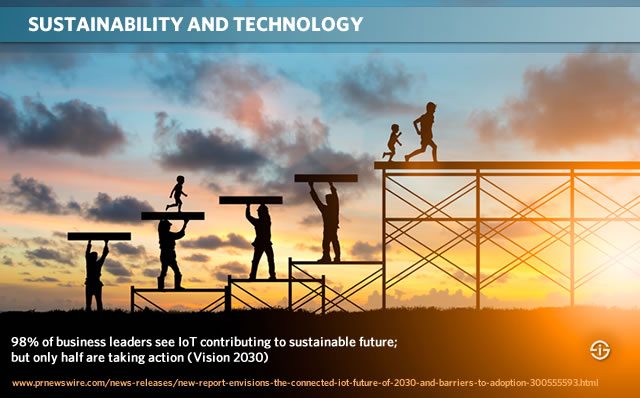 SUSTAINABILITY AND TECHNOLOGY
98% of business leaders see IoT contributing to sustainable future;
but only half are taking action (Vision 2030)
www.prnewswire.com/news-releases/new-report-envisions-the-connected-iot-future-of-2030-and-barriers-to-adoption-300555593.html